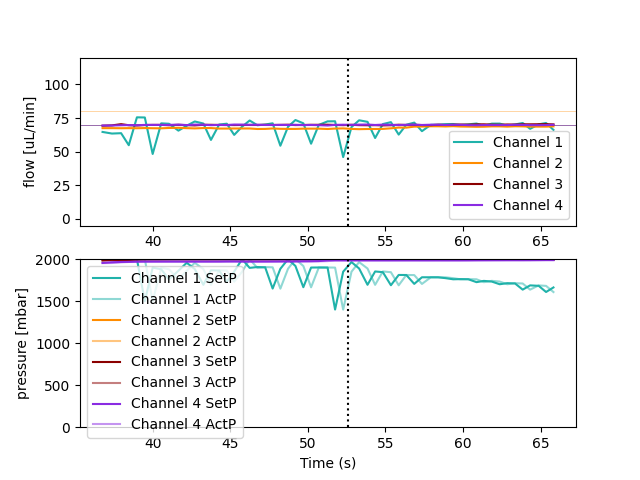 100
75
50
25
0
flow [uL/min]
Channel 1
Channel 2
Channel 3
Channel 4
40
45
50
55
60
65
2000
1500
1000
500
0
pressure [mbar]
Channel 1 SetP
Channel 1 ActP
Channel 2 SetP
Channel 2 ActP
Channel 3 SetP
Channel 3 ActP
Channel 4 SetP
Channel 4 ActP
40
45
50
55
60
65
Time (s)